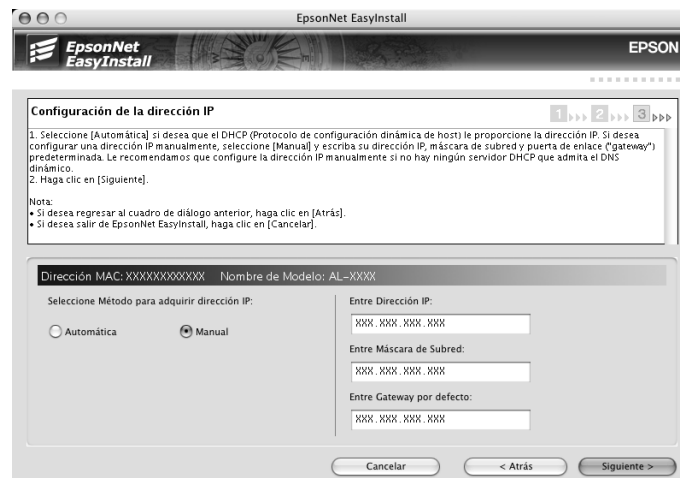 EpsonNet EasyInstall
EpsonNet
EasyInstall
EPSON
Configuración de la dirección IP
1 2 3
1. Seleccione [Automática] si desea que el DHCP (Protocolo de configuración dinámica de host) le porporcione la dirección IP. Si desea
configurar una dirección IP manualmente, seleccione [Manual] y escriba su dirección IP, máscara de subred y puerta de enlace ("gateway")
predeterminada. Le recomendamos que configure la dirección IP manualmente si no hay ningún servidor DHCP que admita el DNS
dinámico.
2. Haga clic en [Siguiente].
Nota:
• Si desea regresar al cuadro de diálogo anterior, haga clic en [Atrás].
• Si desea salir de EpsonNet EasyInstall, haga clic en [Cancelar].
Dirección MAC: XXXXXXXXXXXX Nombre de Modelo: AL-XXXX
Seleccione Método para adquirir dirección IP:
Automática Manual
Entre Dirección IP:
XXX.XXX.XXX.XXX
Entre Máscara de Subred:
XXX.XXX.XXX.XXX
Entre Gateway por defecto:
XXX.XXX.XXX.XXX
Cancelar < Atrás Siguiente >